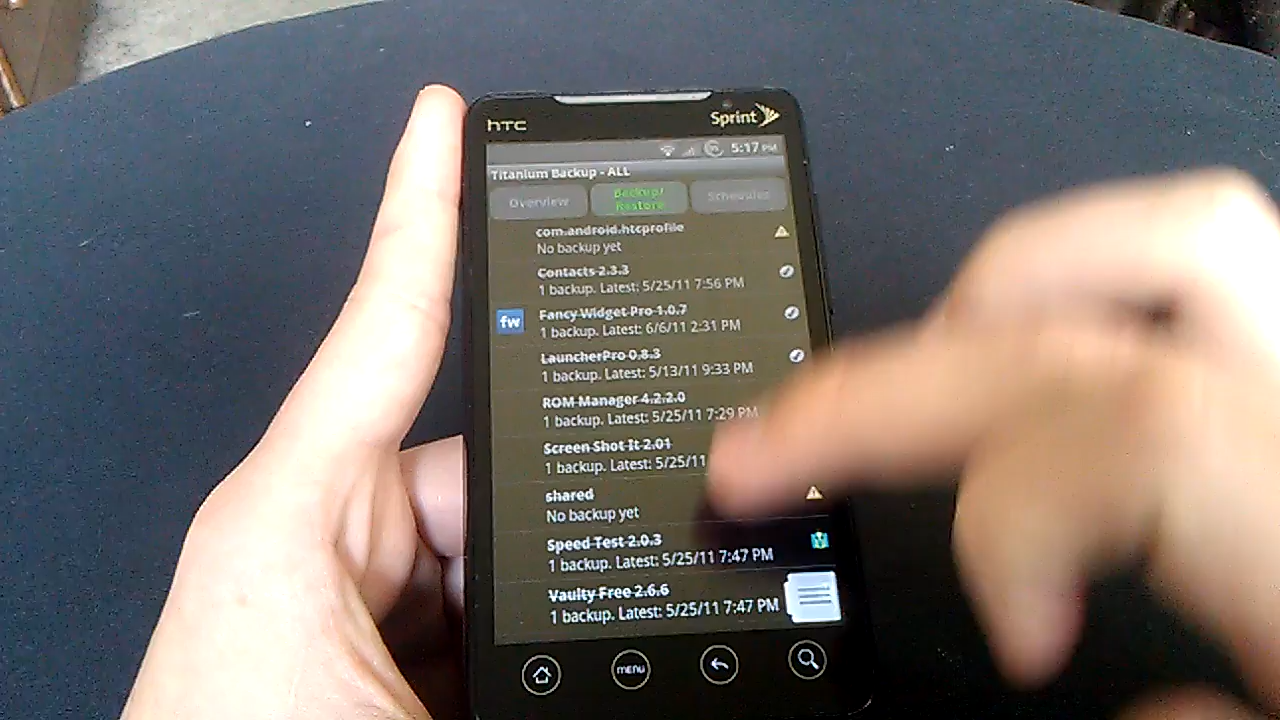 hTC
Sprint
5:17 PM
Titanium Backup - ALL
Overview
Backup/
Restore
Schedules
com.android.htcprofile
No backup yet
Contacts 2.3.3
1 backup. Latest: 5/25/11 7:56 PM
fw
Fancy Widget Pro 1.0.7
1 backup. Latest: 6/6/11 2:31 PM
LauncherPro 0.8.3
1 backup. Latest: 5/13/11 9:33 PM
ROM Manager 4.2.2.0
1 backup. Latest: 5/25/11 7:29 PM
Screen Shot It 2.01
1 backup. Latest: 5/25/11
shared
No backup yet
Speed Test 2.0.3
1 backup. Latest: 5/25/11 7:47 PM
Vaulty Free 2.6.6
1 backup. Latest: 5/25/11 7:47 PM
menu